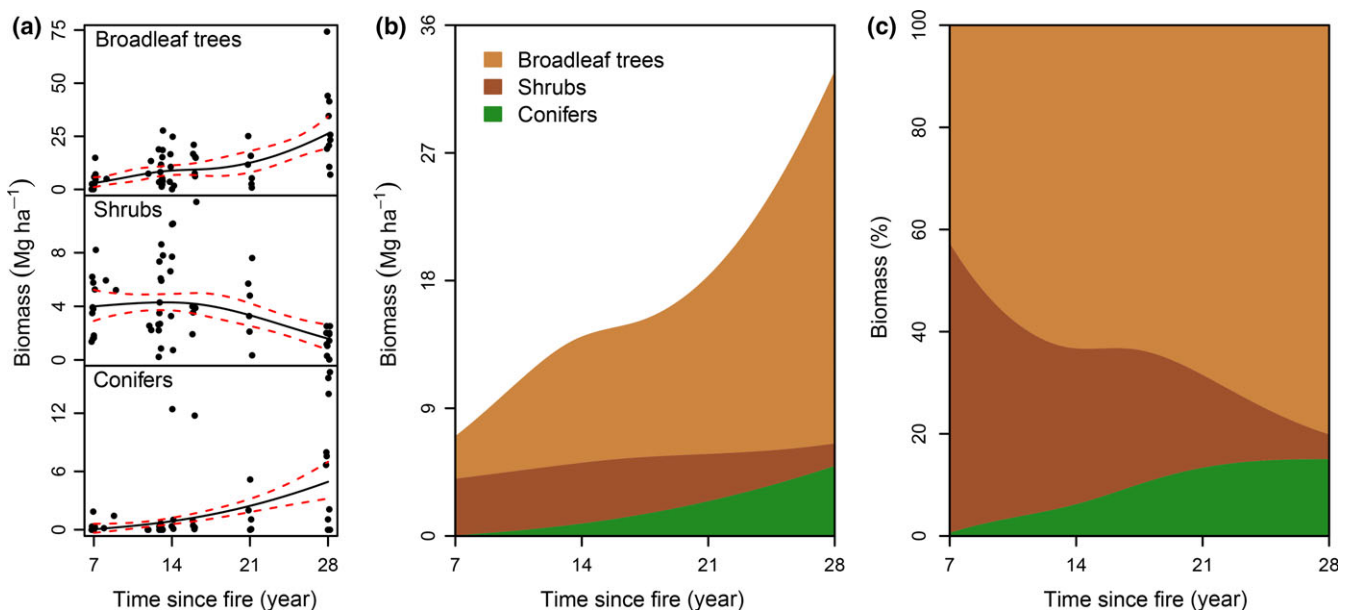 (a)
Broadleaf trees
75
50
25
0
Shrubs
8
4
0
Conifers
12
6
0
Biomass (Mg ha⁻¹)
7 14 21 28
Time since fire (year)
(b)
Broadleaf trees
Shrubs
Conifers
36
27
18
9
0
Biomass (Mg ha⁻¹)
7 14 21 28
Time since fire (year)
(c)
100
80
60
40
20
0
Biomass (%)
7 14 21 28
Time since fire (year)